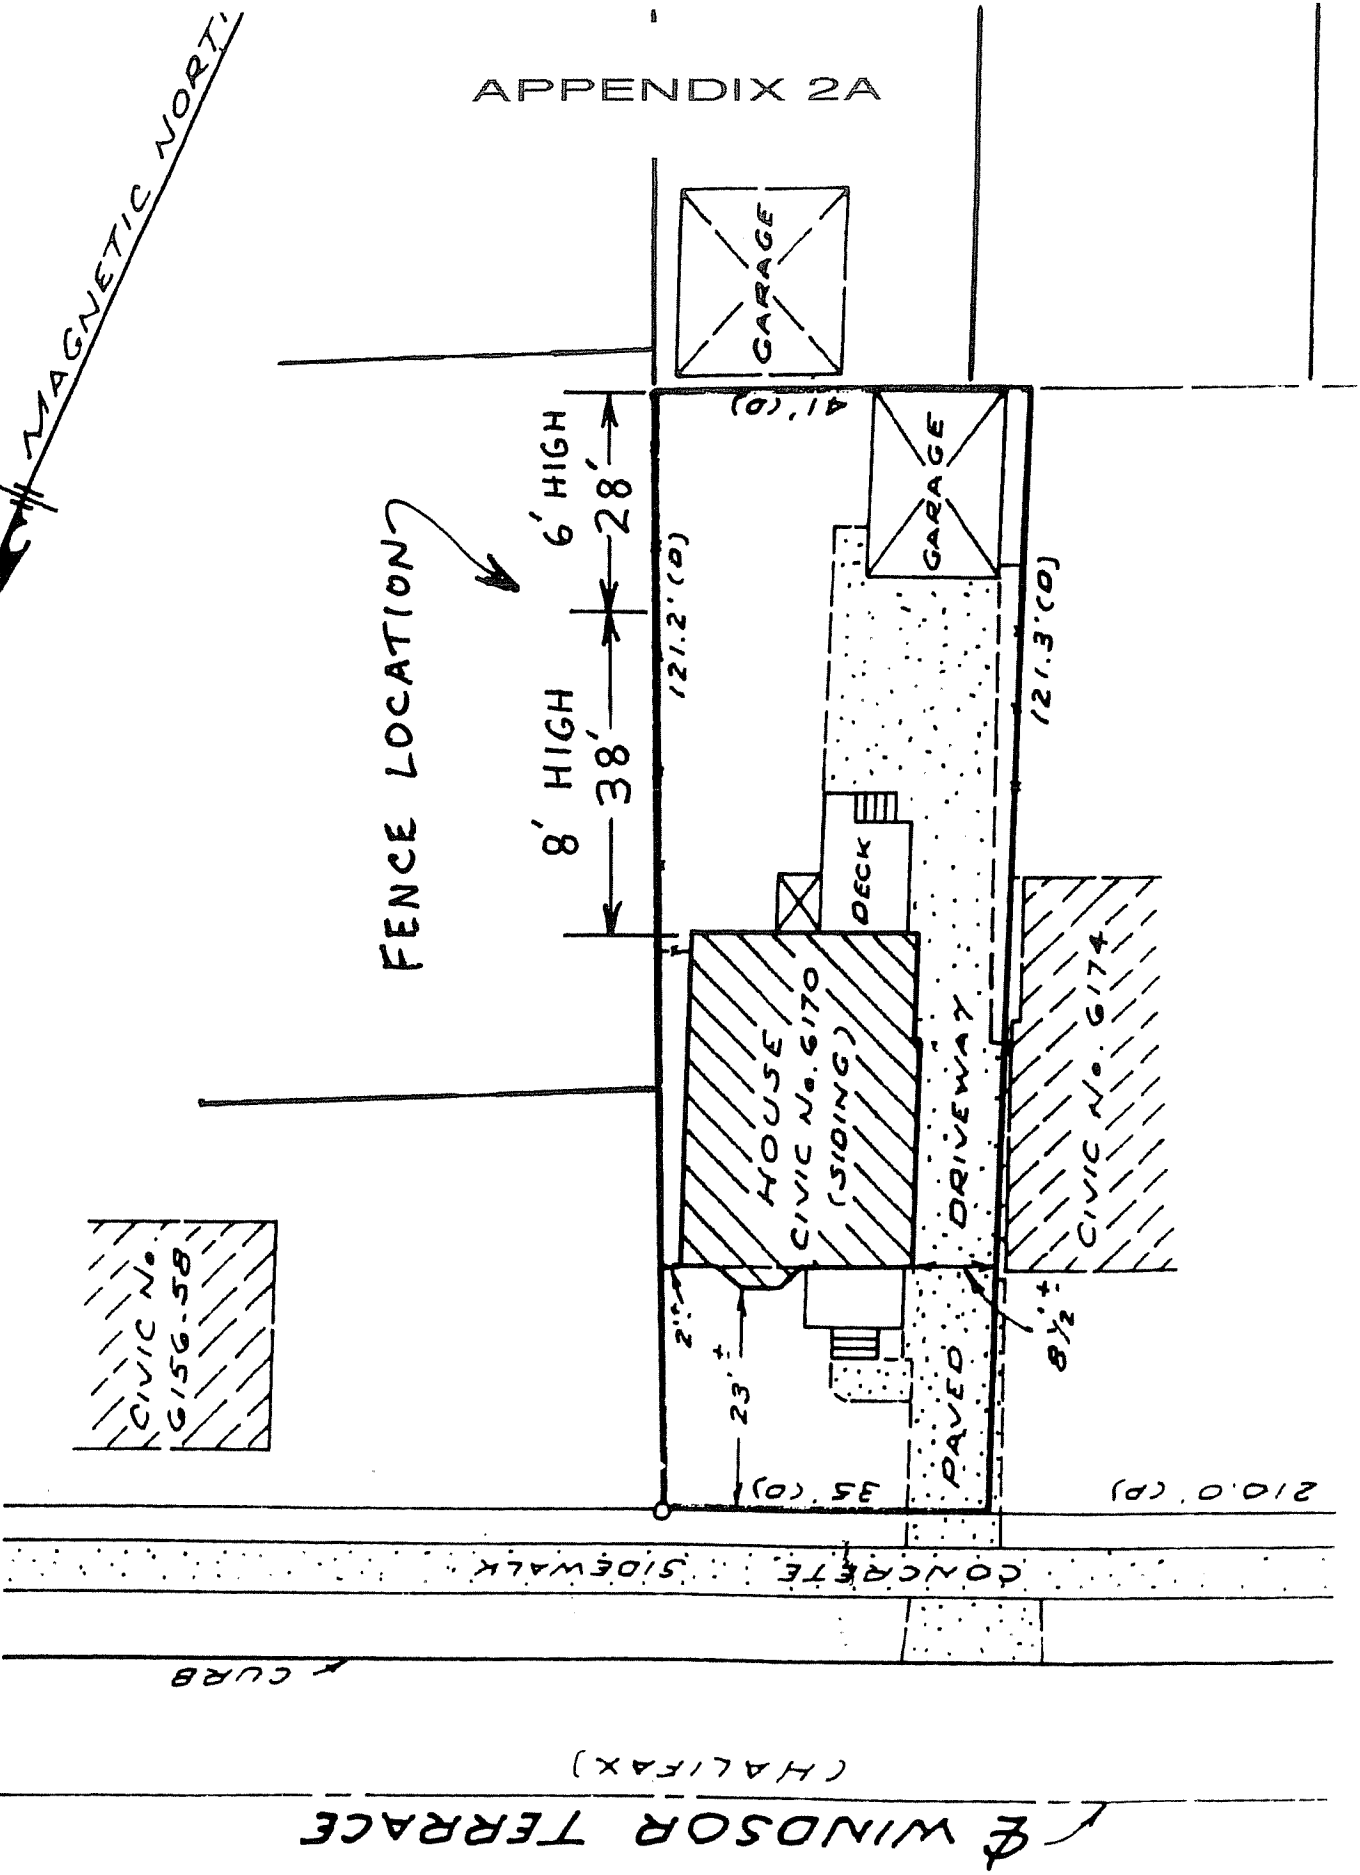 APPENDIX 2A
MAGNETIC NORT
GARAGE
41'(D)
6' HIGH
28'
GARAGE
FENCE LOCATION
121.2'(D)
121.3'(D)
8' HIGH
38'
DECK
HOUSE
CIVIC No. 6170
(SIDING)
DRIVEWAY
CIVIC No. 6174
CIVIC No.
6156-58
2'±
23'±
8½'±
PAVED
35'(D)
210.0'(P)
CONCRETE SIDEWALK
CURB
(HALIFAX)
℄ WINDSOR TERRACE